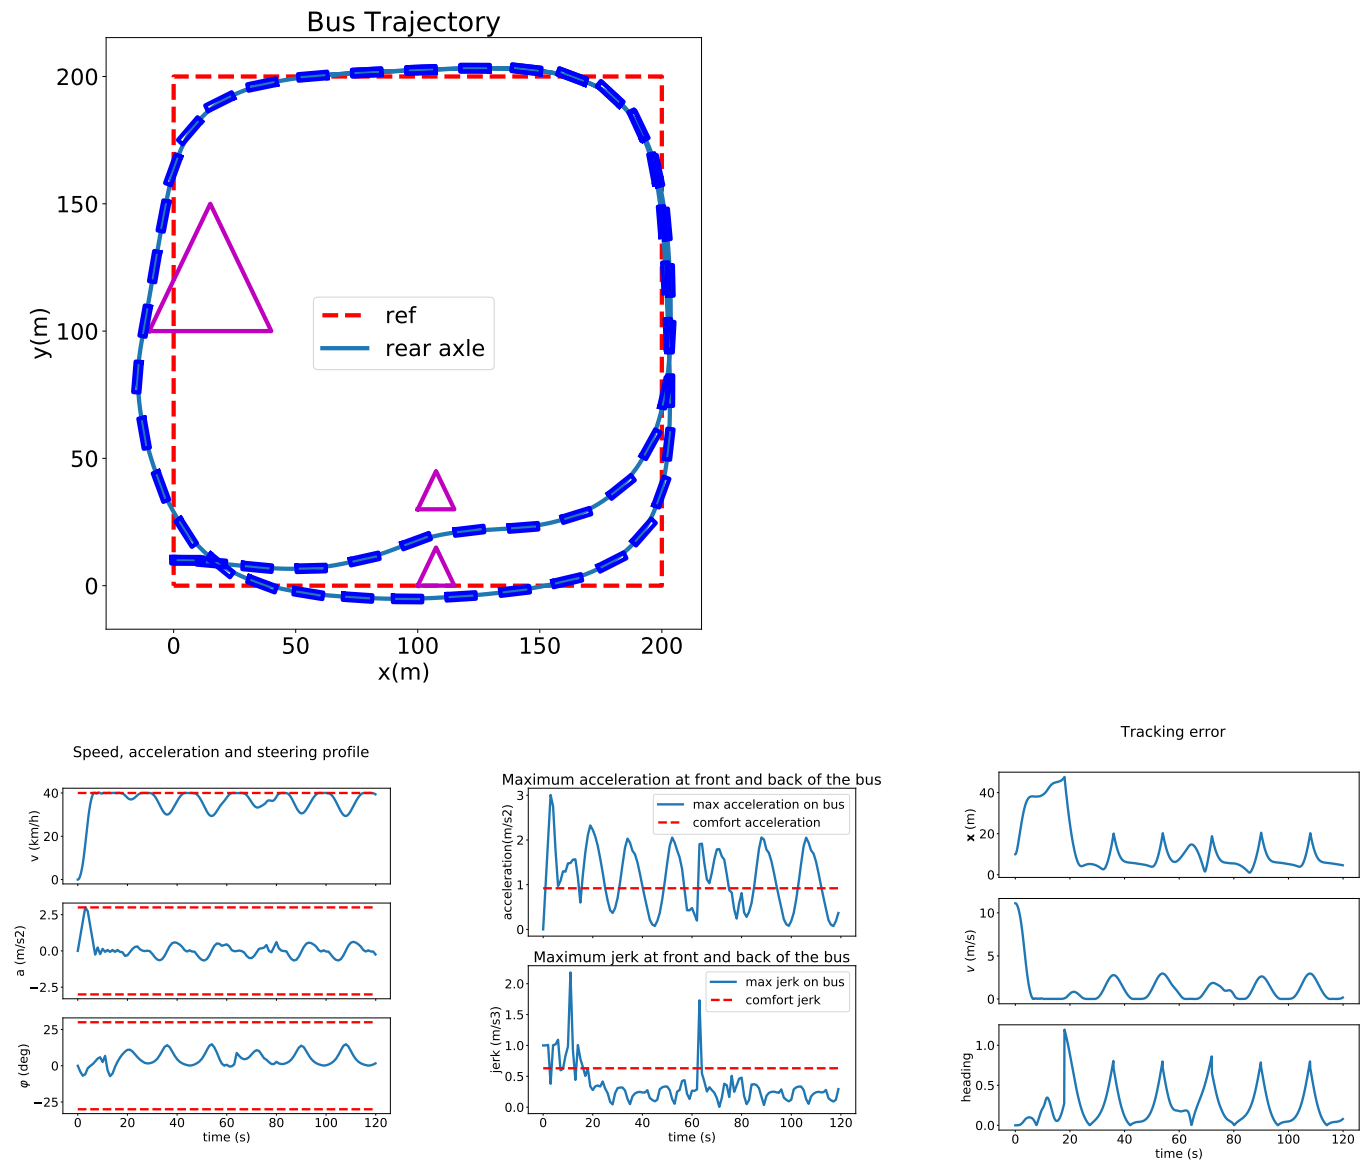 Bus Trajectory
200
150
100
50
0
y(m)
ref
rear axle
0 50 100 150 200
x(m)
Speed, acceleration and steering profile
40
20
0
v (km/h)
2.5
0.0
−2.5
a (m/s2)
25
0
−25
φ (deg)
0 20 40 60 80 100 120
time (s)
Maximum acceleration at front and back of the bus
3
2
1
0
acceleration(m/s2)
max acceleration on bus
comfort acceleration
Maximum jerk at front and back of the bus
2.0
1.5
1.0
0.5
0.0
jerk (m/s3)
max jerk on bus
comfort jerk
0 20 40 60 80 100 120
time (s)
Tracking error
40
20
0
x (m)
10
5
0
v (m/s)
1.0
0.5
0.0
heading
0 20 40 60 80 100 120
time (s)